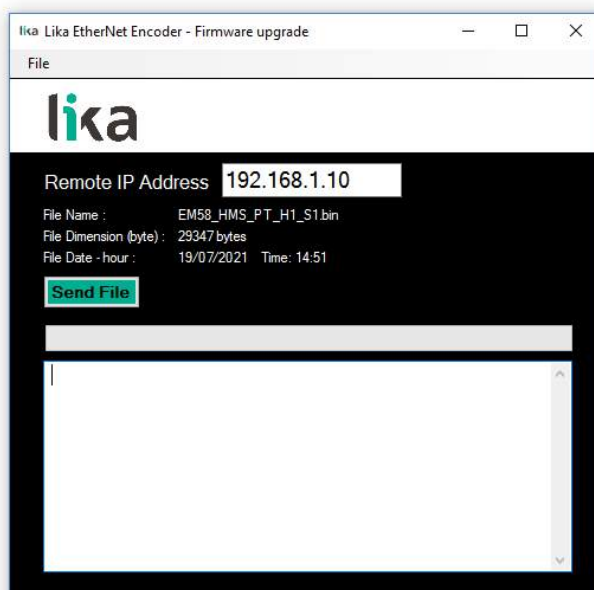 lika Lika EtherNet Encoder - Firmware upgrade
File
lika
Remote IP Address 192.168.1.10
File Name : EM58_HMS_PT_H1_S1.bin
File Dimension (byte) : 29347 bytes
File Date - hour : 19/07/2021 Time: 14:51
Send File